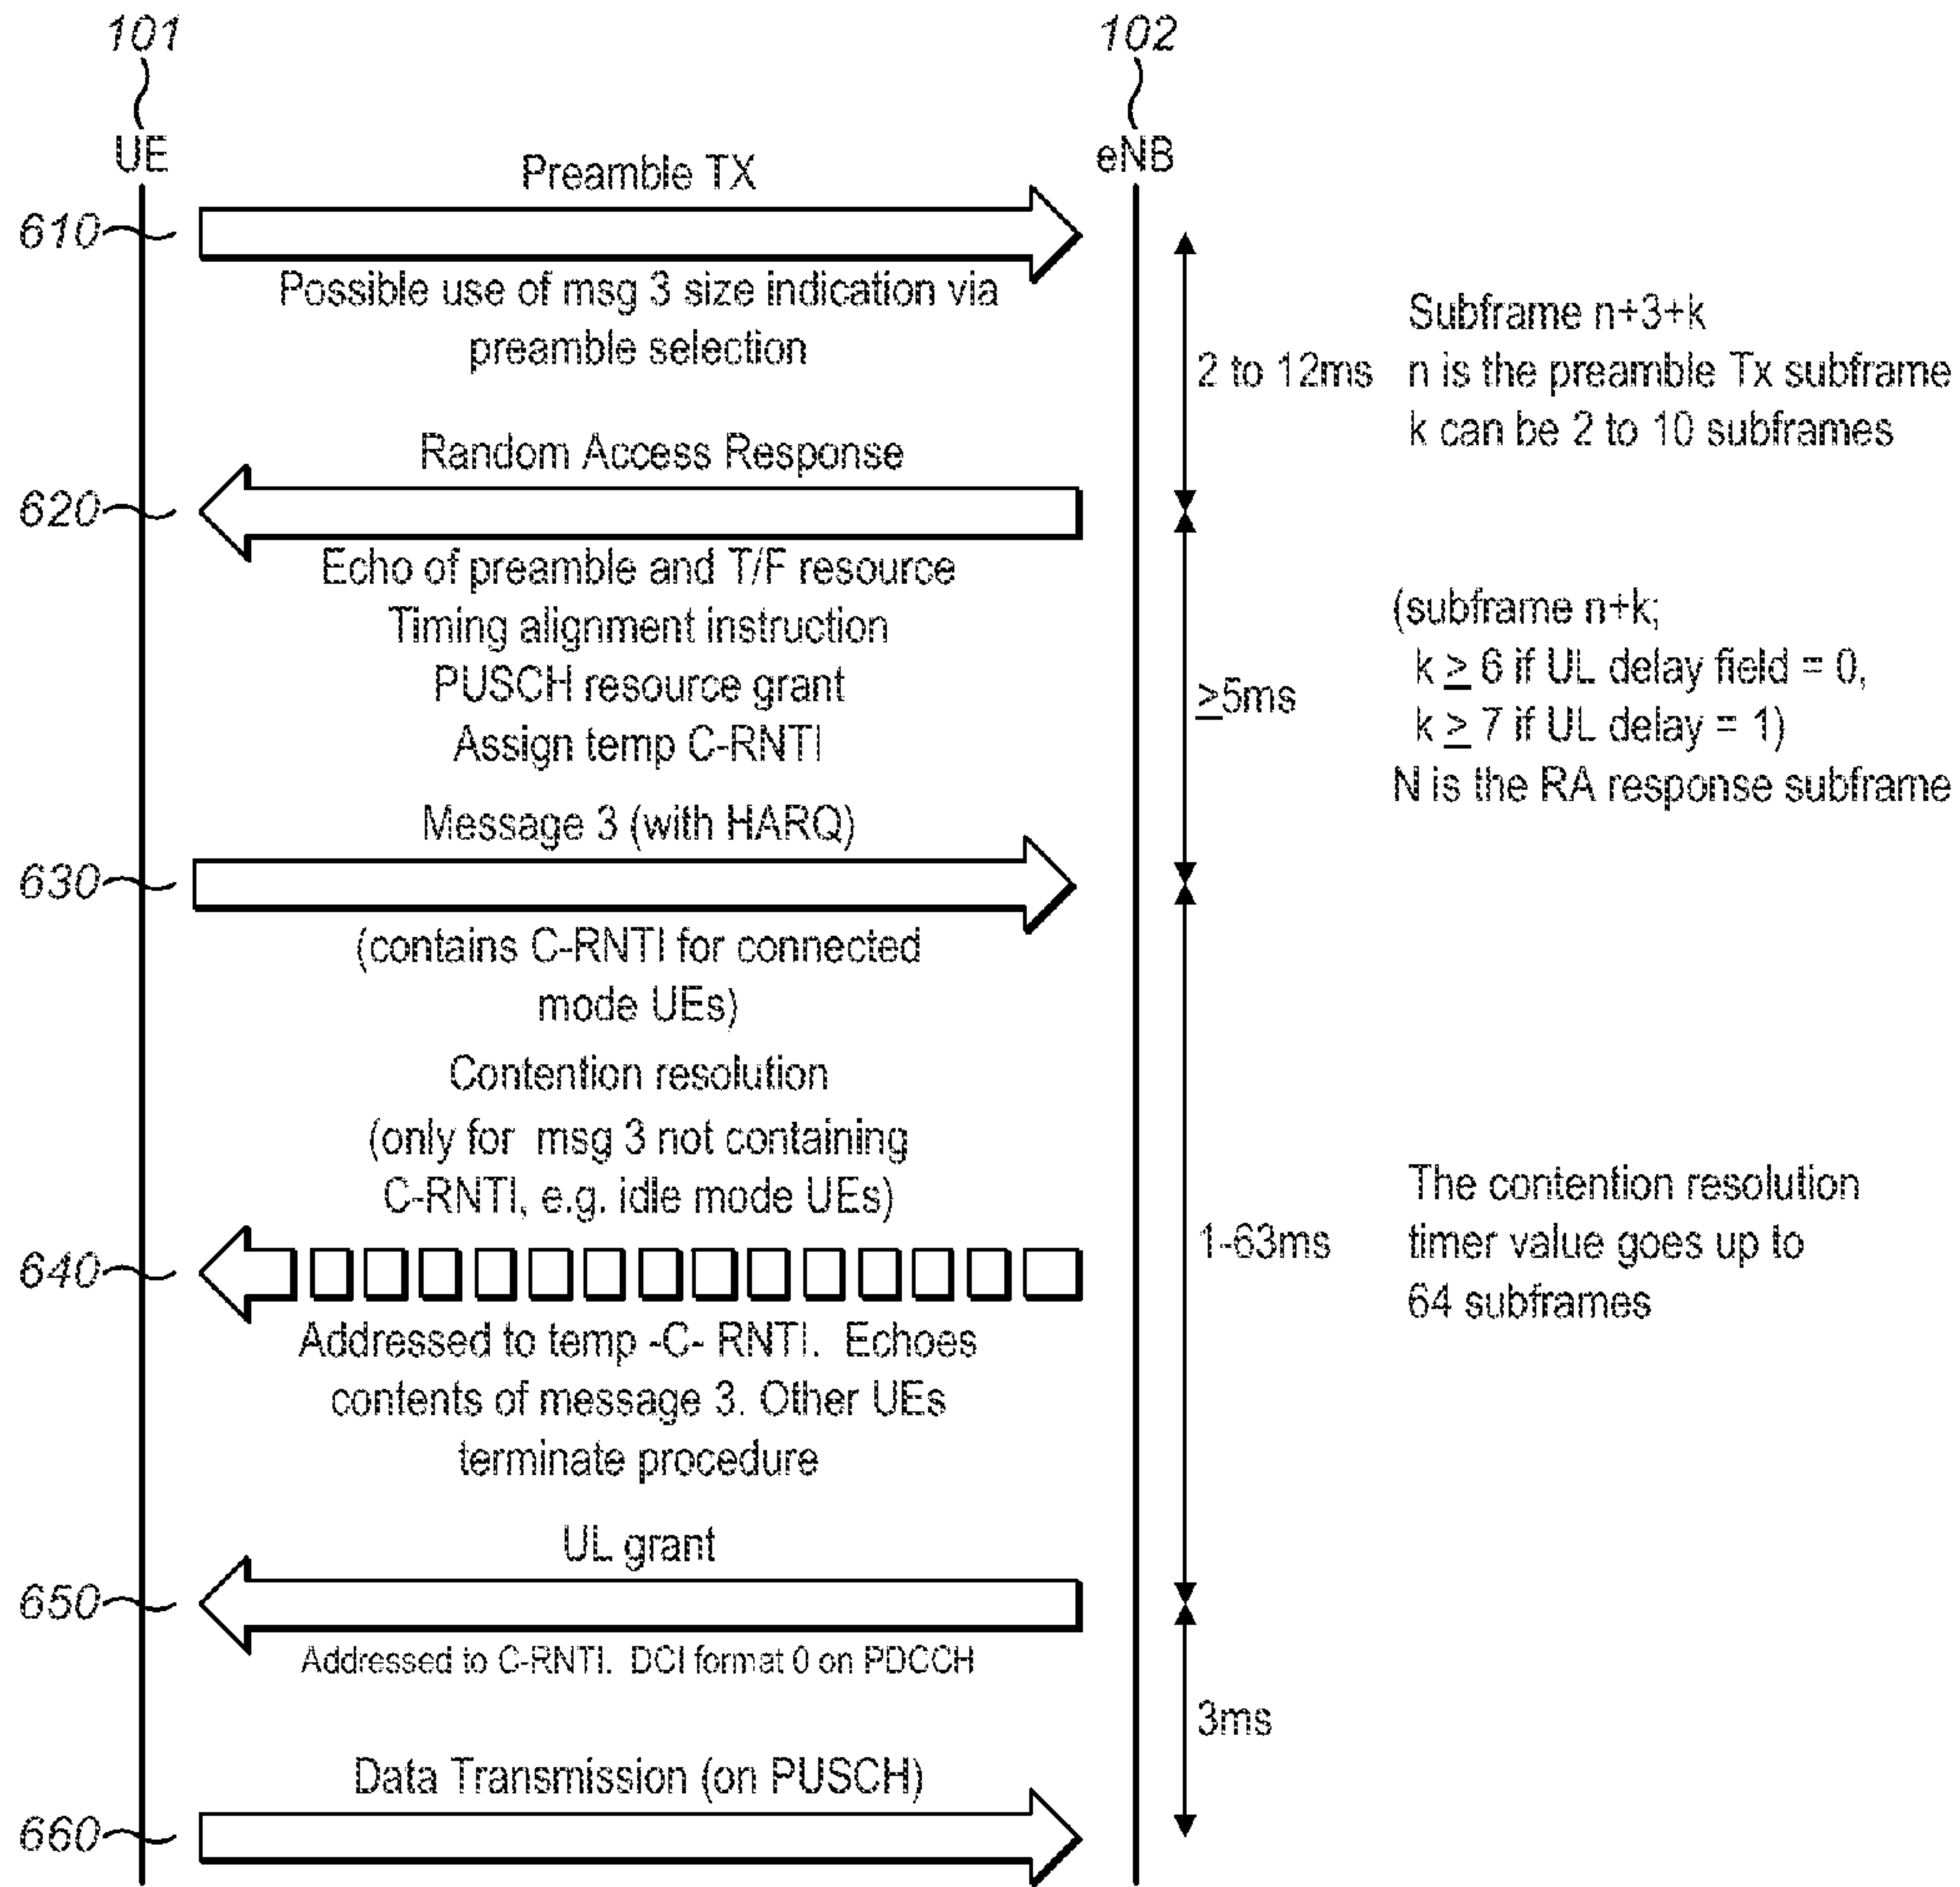 101
102
UE
eNB
Preamble TX
610
Possible use of msg 3 size indication via
preamble selection
Subframe n+3+k
2 to 12ms
n is the preamble Tx subframe
k can be 2 to 10 subframes
Random Access Response
620
Echo of preamble and T/F resource
Timing alignment instruction
PUSCH resource grant
Assign temp C-RNTI
≥5ms
(subframe n+k;
k ≥ 6 if UL delay field = 0,
k ≥ 7 if UL delay = 1)
N is the RA response subframe
Message 3 (with HARQ)
630
(contains C-RNTI for connected
mode UEs)
Contention resolution
(only for msg 3 not containing
C-RNTI, e.g. idle mode UEs)
640
1-63ms
The contention resolution
timer value goes up to
64 subframes
Addressed to temp -C- RNTI. Echoes
contents of message 3. Other UEs
terminate procedure
UL grant
650
Addressed to C-RNTI. DCI format 0 on PDCCH
3ms
Data Transmission (on PUSCH)
660